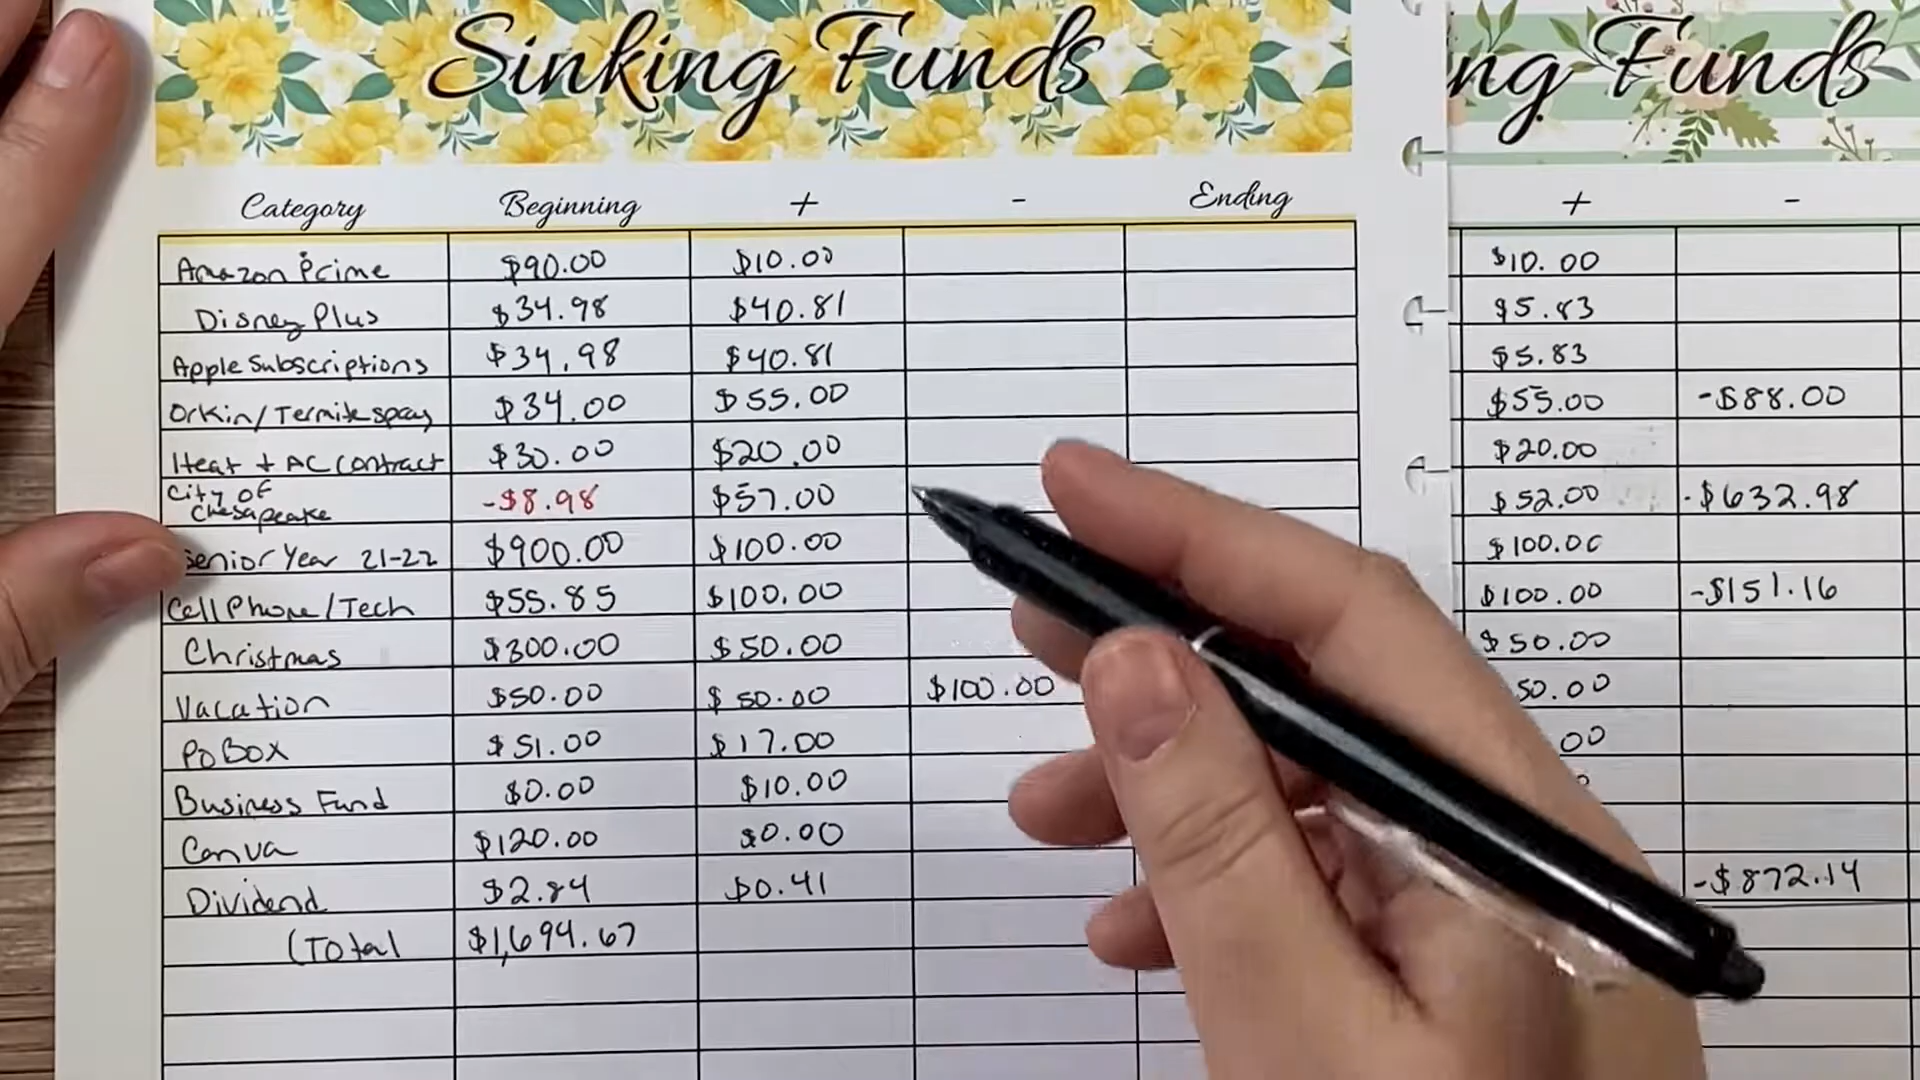 Sinking Funds
ng Funds
Category Beginning + - Ending
+ -
Amazon Prime $90.00 $10.00
$10.00
Disney Plus $34.98 $40.81
$5.83
Apple Subscriptions $34.98 $40.81
$5.83
Orkin/Termite spay $34.00 $55.00
$55.00 -$88.00
Heat + AC contract $30.00 $20.00
$20.00
City of
Chesapeake -$8.98 $57.00
$52.00 -$632.98
Senior Year 21-22 $900.00 $100.00
$100.00
Cell Phone/Tech $55.85 $100.00
$100.00 -$151.16
Christmas $300.00 $50.00
$50.00
Vacation $50.00 $50.00 $100.00
50.00
PO BOX $51.00 $17.00
00
Business Fund $0.00 $10.00
Canva $120.00 $0.00
Dividend $2.84 $0.41
-$872.14
(Total $1,694.67